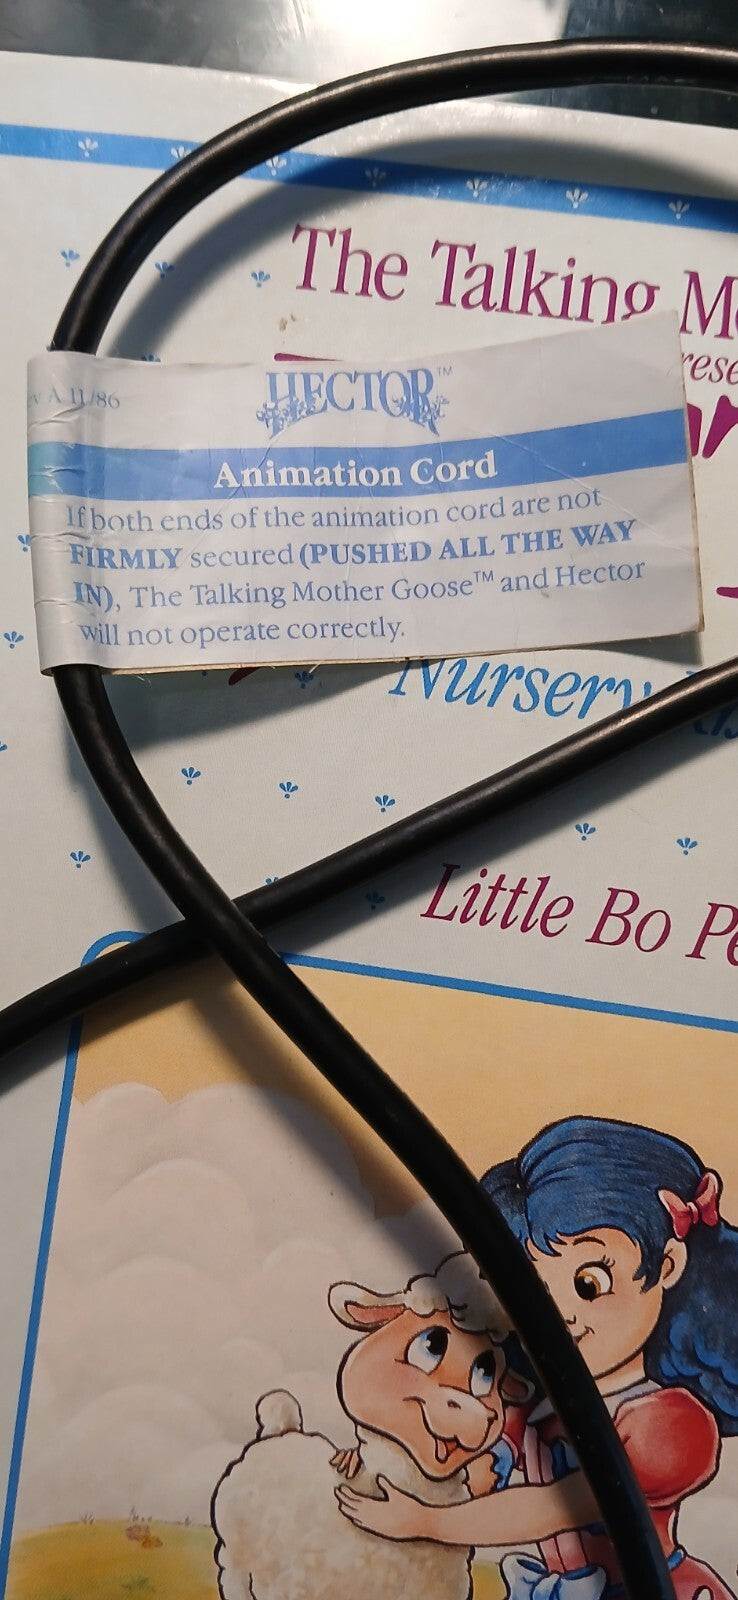 The Talking
A 11/86
HECTOR™
Animation Cord
If both ends of the animation cord are not
FIRMLY secured (PUSHED ALL THE WAY
IN), The Talking Mother Goose™ and Hector
will not operate correctly.
Nursery
Little Bo